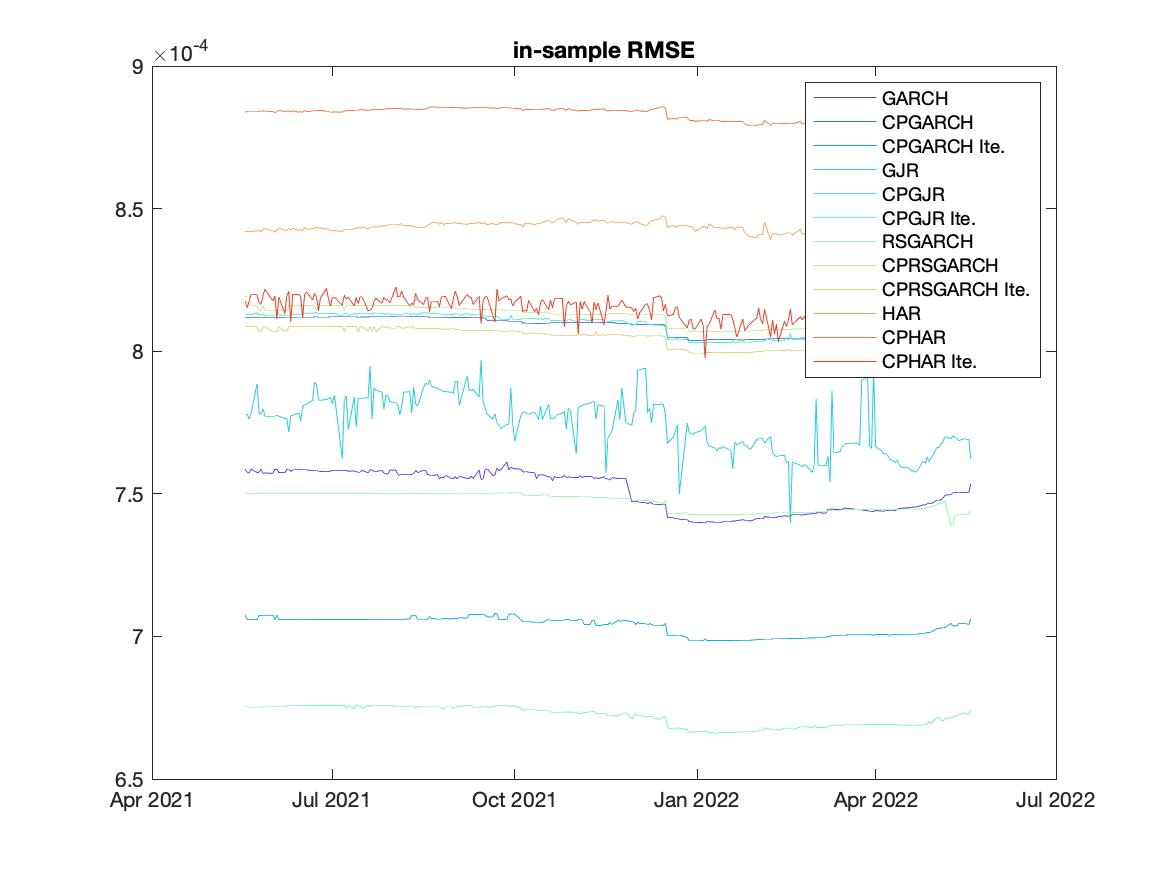 in-sample RMSE
×10-4
9
8.5
8
7.5
7
6.5
Apr 2021
Jul 2021
Oct 2021
Jan 2022
Apr 2022
Jul 2022
GARCH
CPGARCH
CPGARCH Ite.
GJR
CPGJR
CPGJR Ite.
RSGARCH
CPRSGARCH
CPRSGARCH Ite.
HAR
CPHAR
CPHAR Ite.